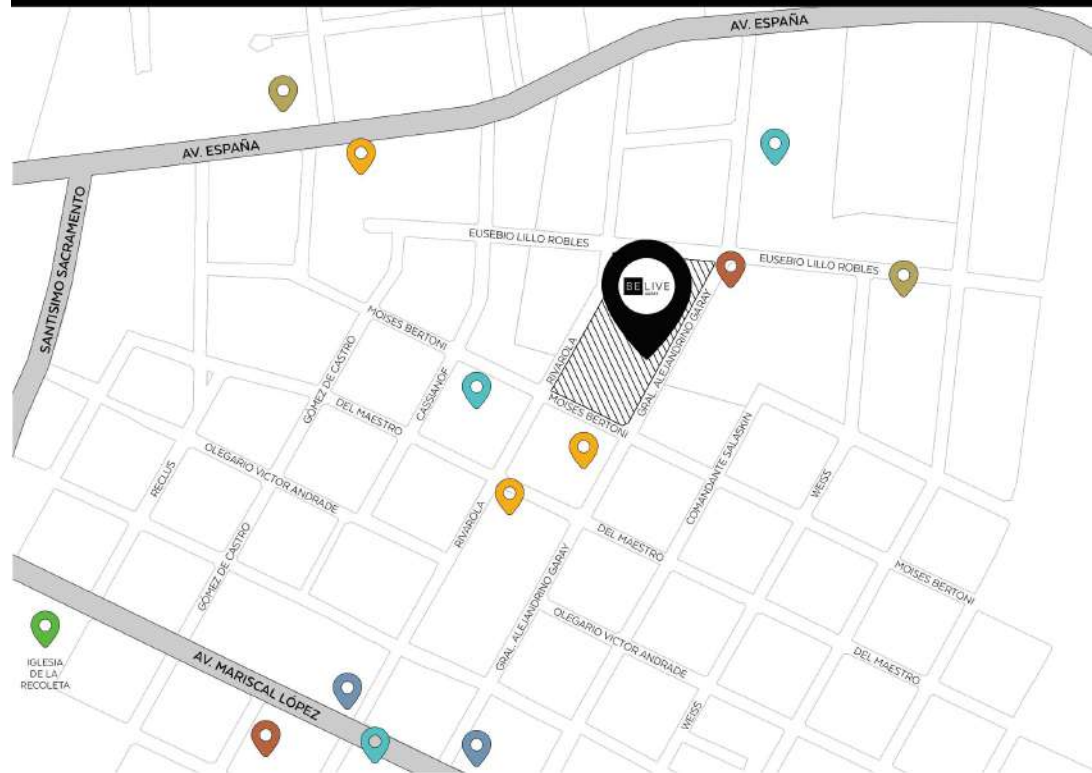 AV. ESPAÑA
AV. ESPAÑA
SANTISIMO SACRAMENTO
EUSEBIO LILLO ROBLES
EUSEBIO LILLO ROBLES
BE LIVE
MOISES BERTONI
GÓMEZ DE CASTRO
CASSIANOF
RIVAROLA
GRAL. ALEJANDRINO GARAY
DEL MAESTRO
MOISES BERTONI
OLEGARIO VICTOR ANDRADE
RECLUS
COMANDANTE SALASKIN
WEISS
RIVAROLA
DEL MAESTRO
GÓMEZ DE CASTRO
GRAL. ALEJANDRINO GARAY
MOISES BERTONI
OLEGARIO VICTOR ANDRADE
DEL MAESTRO
IGLESIA
DE LA
RECOLETA
AV. MARISCAL LÓPEZ
WEISS